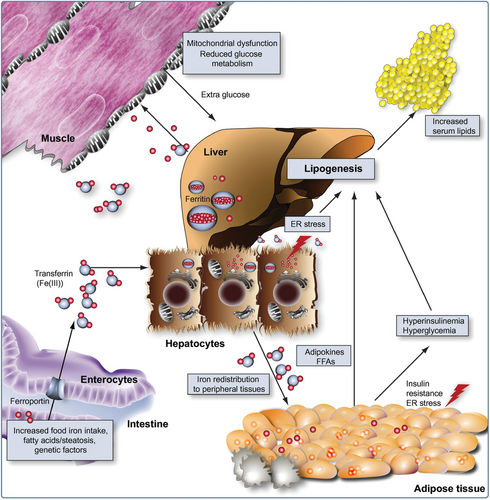 Mitochondrial dysfunction
Reduced glucose
metabolism
Extra glucose
Muscle
Increased
serum lipids
Liver
Lipogenesis
Ferritin
ER stress
Transferrin
(Fe(III))
Hepatocytes
Hyperinsulinemia
Hyperglycemia
Adipokines
FFAs
Enterocytes
Iron redistribution
to peripheral tissues
Ferroportin
Insulin
resistance
ER stress
Intestine
Increased food iron intake,
fatty acids/steatosis,
genetic factors
Adipose tissue